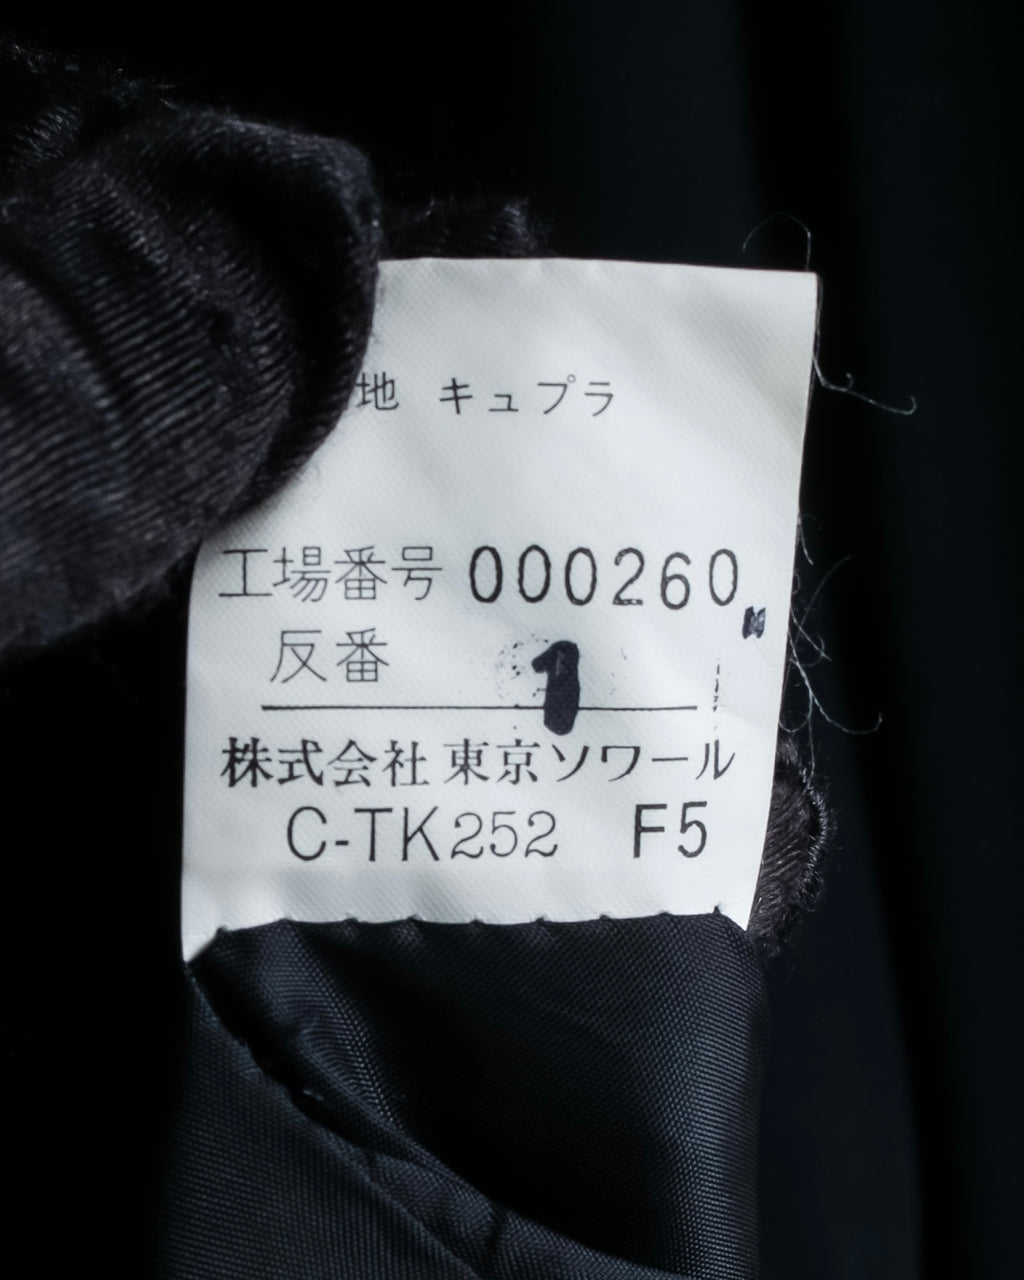 地 キュプラ
工場番号 000260
反番 1
株式会社 東京ソワール
C-TK252 F5